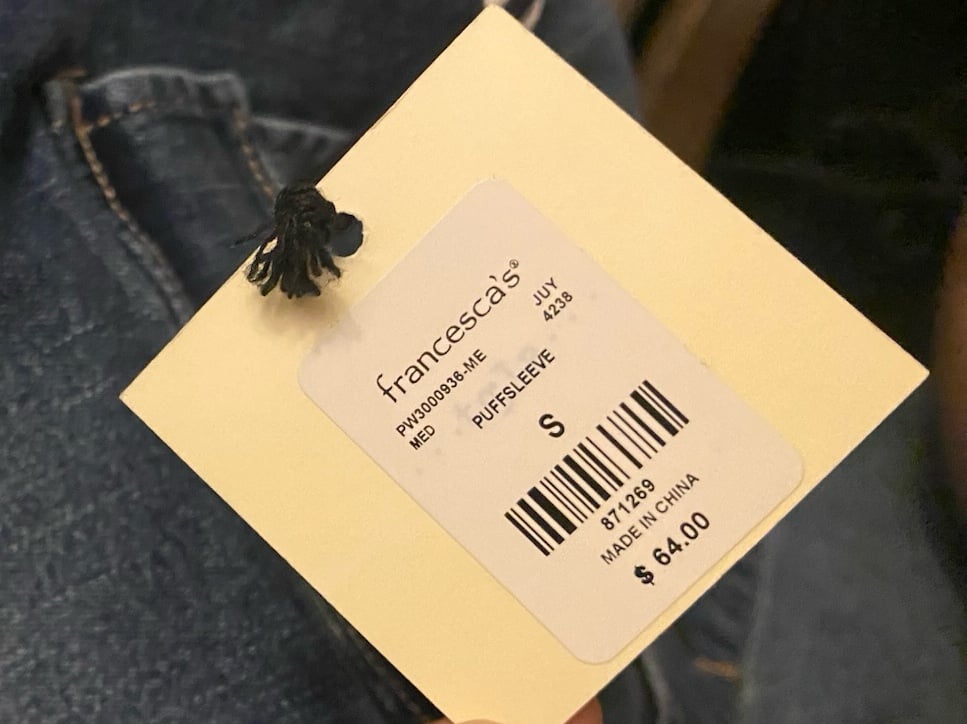 francesca's®
PW3000936-ME
JUY
MED
PUFFSLEEVE
4238
S
871269
MADE IN CHINA
$ 64.00